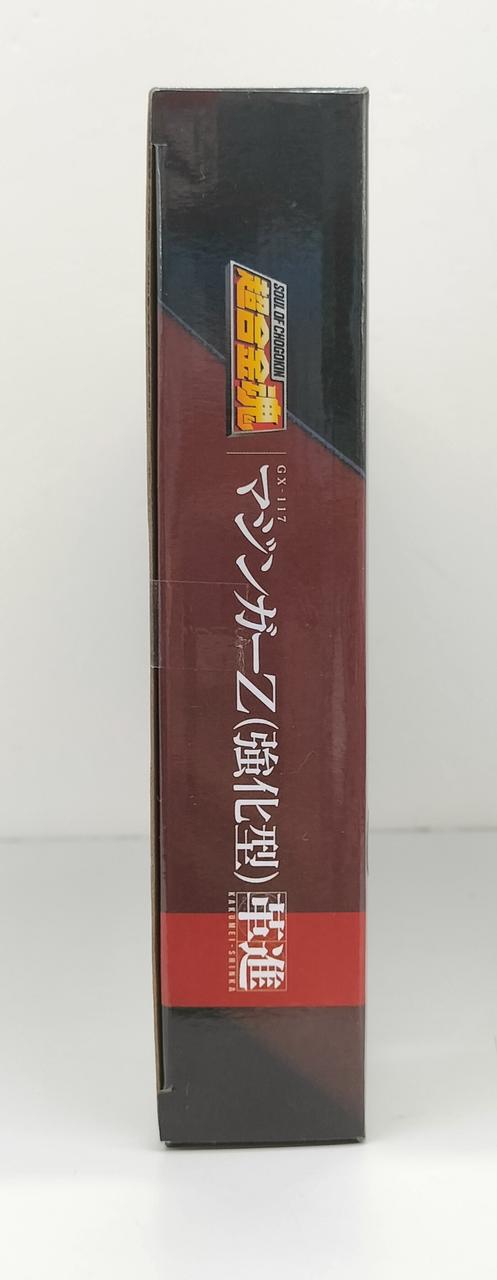 SOUL OF CHOGOKIN
超合金魂
GX-117
マジンガーZ(強化型)
革進
KAKUMEI-SHINKA